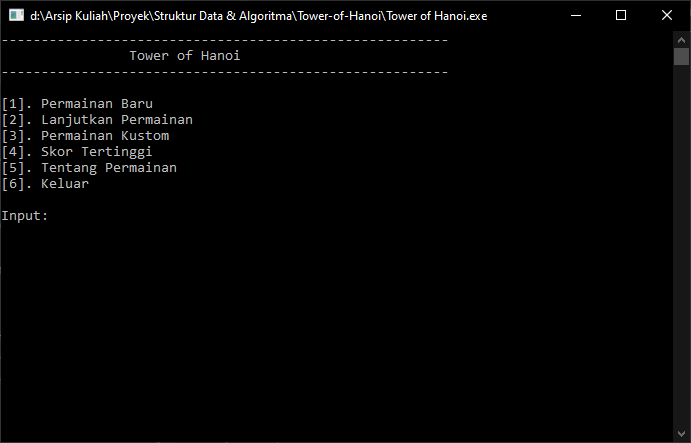 d:\Arsip Kuliah\Proyek\Struktur Data & Algoritma\Tower-of-Hanoi\Tower of Hanoi.exe
--------------------------------------------------------
Tower of Hanoi
--------------------------------------------------------
[1]. Permainan Baru
[2]. Lanjutkan Permainan
[3]. Permainan Kustom
[4]. Skor Tertinggi
[5]. Tentang Permainan
[6]. Keluar
Input: